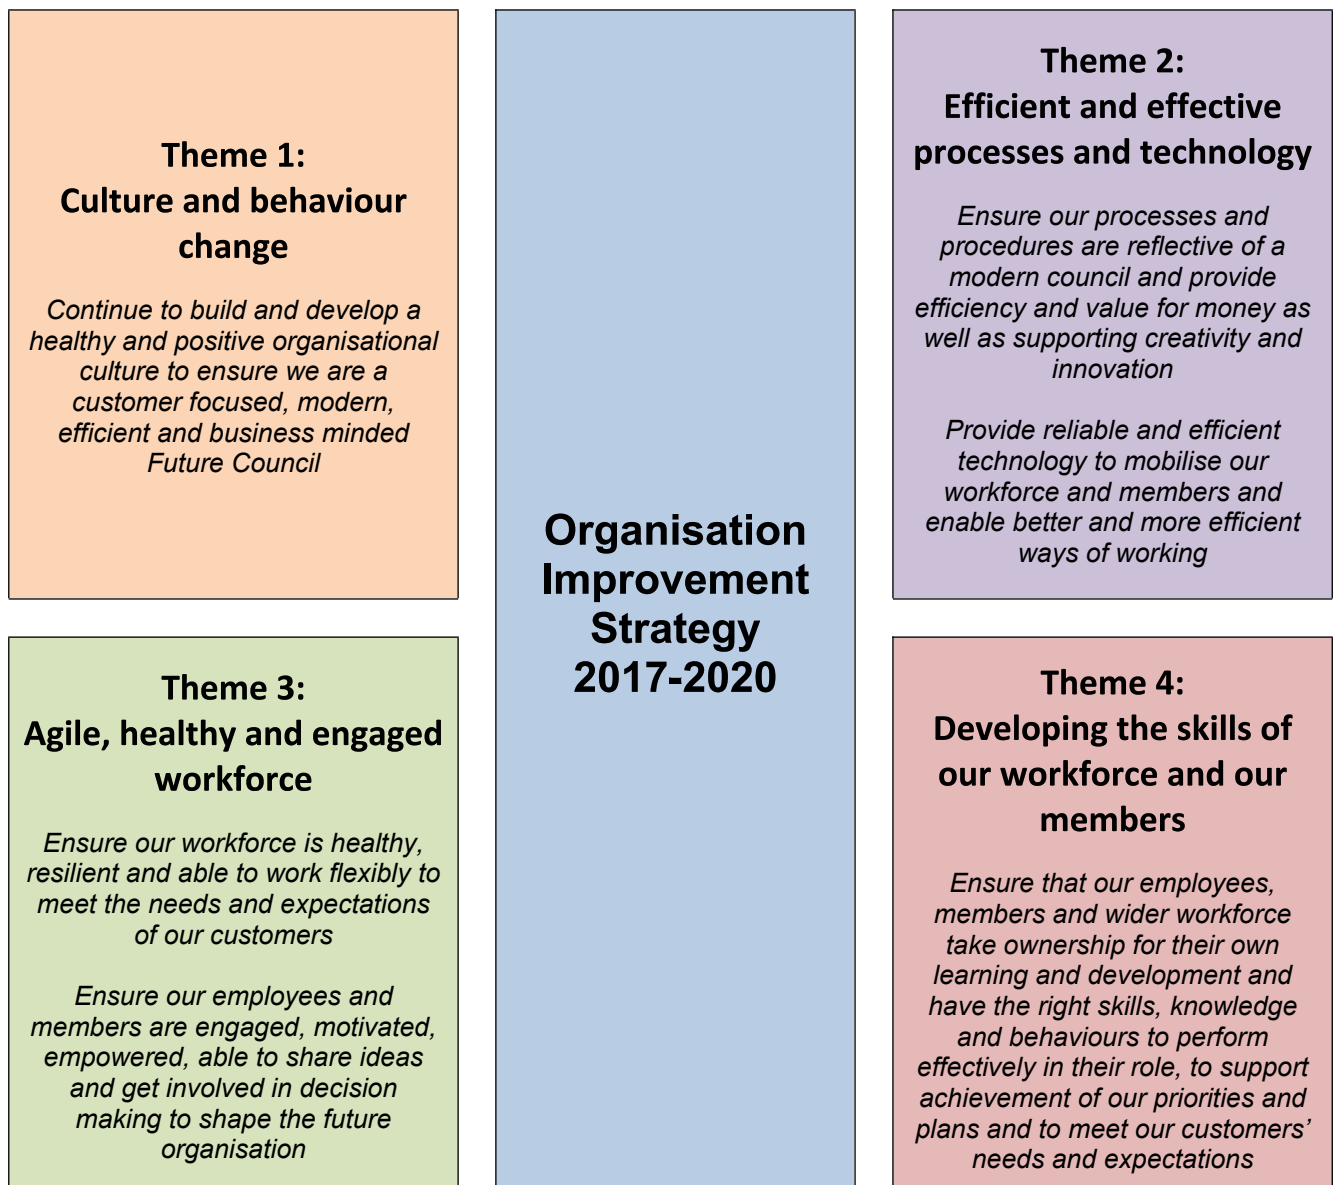 Theme 1:
Culture and behaviour
change
Continue to build and develop a
healthy and positive organisational
culture to ensure we are a
customer focused, modern,
efficient and business minded
Future Council
Organisation
Improvement
Strategy
2017-2020
Theme 2:
Efficient and effective
processes and technology
Ensure our processes and
procedures are reflective of a
modern council and provide
efficiency and value for money as
well as supporting creativity and
innovation
Provide reliable and efficient
technology to mobilise our
workforce and members and
enable better and more efficient
ways of working
Theme 3:
Agile, healthy and engaged
workforce
Ensure our workforce is healthy,
resilient and able to work flexibly to
meet the needs and expectations
of our customers
Ensure our employees and
members are engaged, motivated,
empowered, able to share ideas
and get involved in decision
making to shape the future
organisation
Theme 4:
Developing the skills of
our workforce and our
members
Ensure that our employees,
members and wider workforce
take ownership for their own
learning and development and
have the right skills, knowledge
and behaviours to perform
effectively in their role, to support
achievement of our priorities and
plans and to meet our customers’
needs and expectations